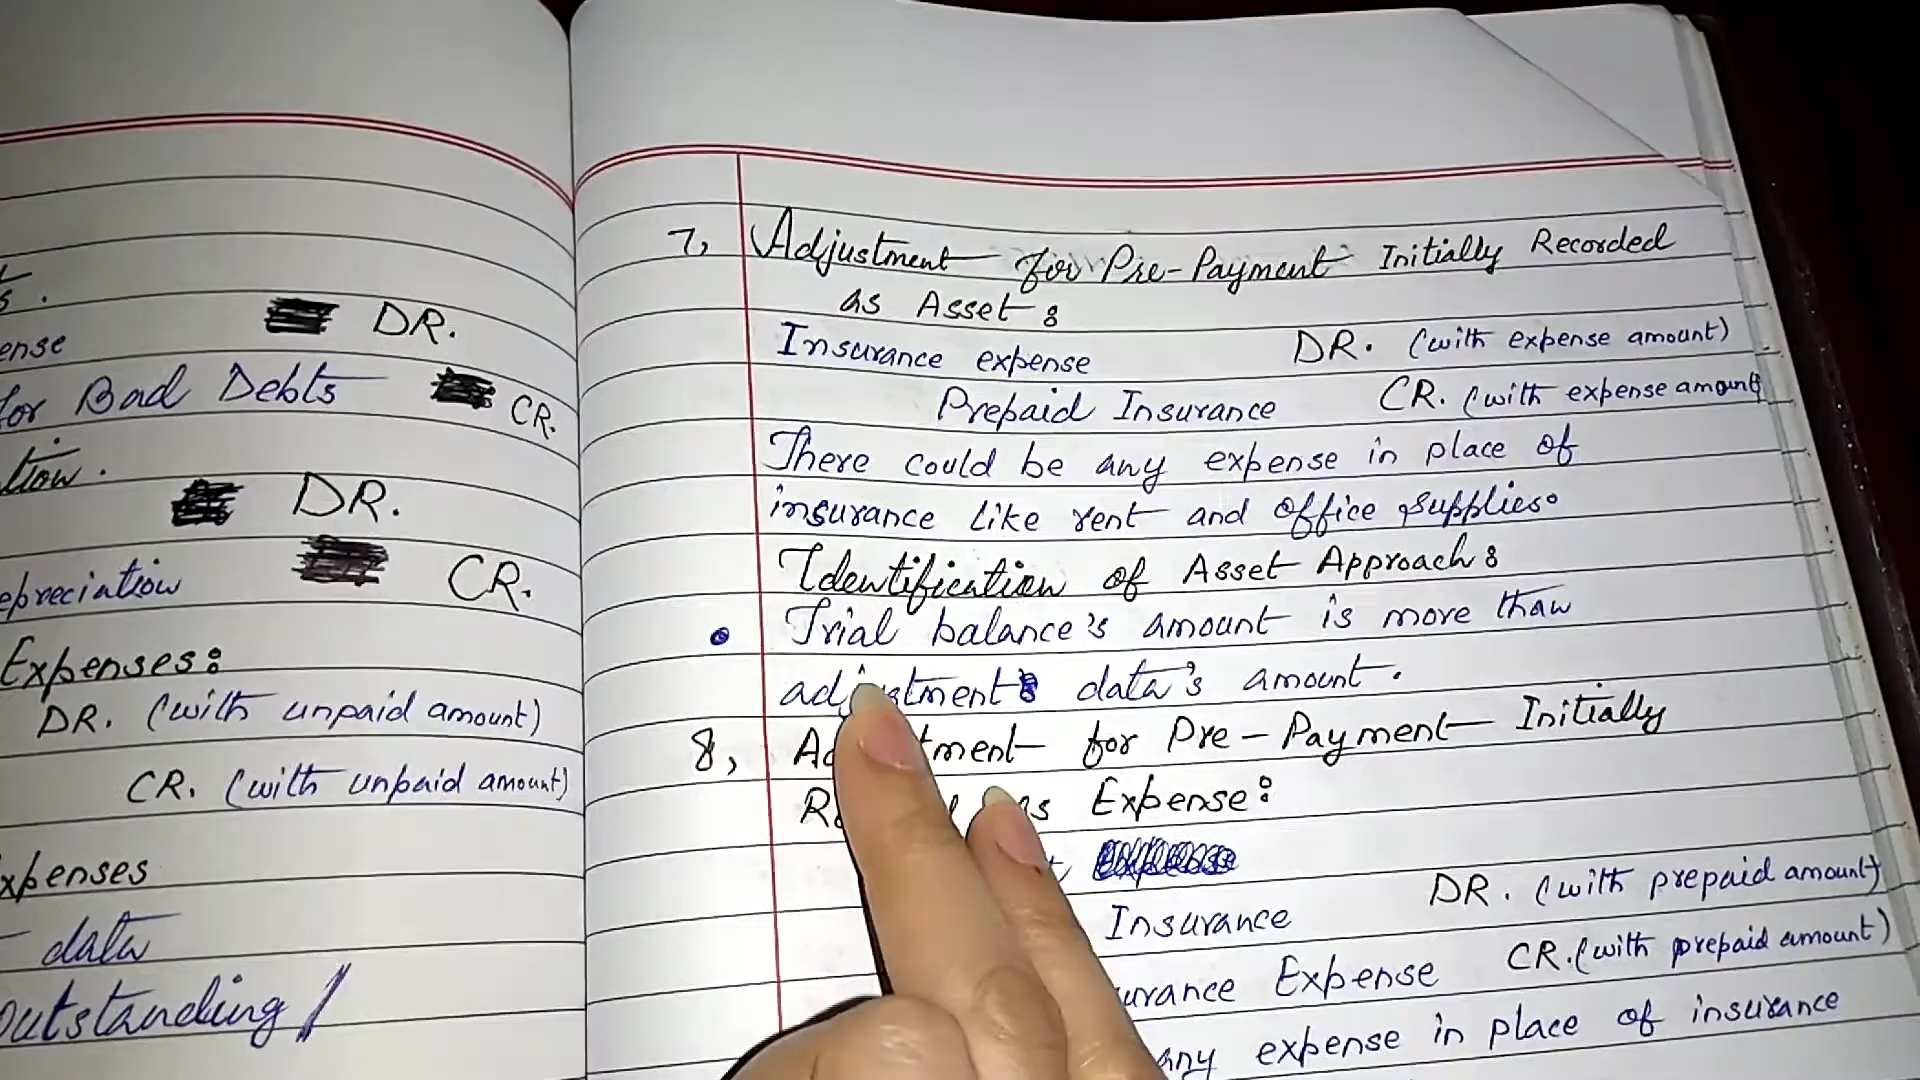 s.
ense DR.
for Bad Debts CR.
tion.
DR.
epreciation CR.
Expenses:
DR. (with unpaid amount)
CR. (with unpaid amount)
xpenses
data
outstanding
7, Adjustment for Pre-Payment Initially Recorded
as Asset :
Insurance expense DR. (with expense amount)
Prepaid Insurance CR. (with expense amount)
There could be any expense in place of
insurance like rent and office supplies.
Identification of Asset Approach :
• Trial balance's amount is more than
adjustment data's amount.
8, Adjustment for Pre-Payment Initially
as Expense:
Insurance DR. (with prepaid amount)
urance Expense CR. (with prepaid amount)
any expense in place of insurance